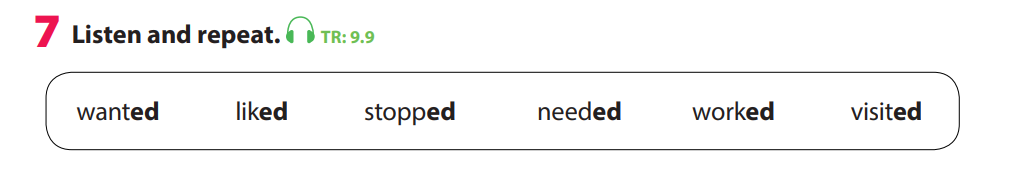 7 Listen and repeat. TR: 9.9
wanted liked stopped needed worked visited